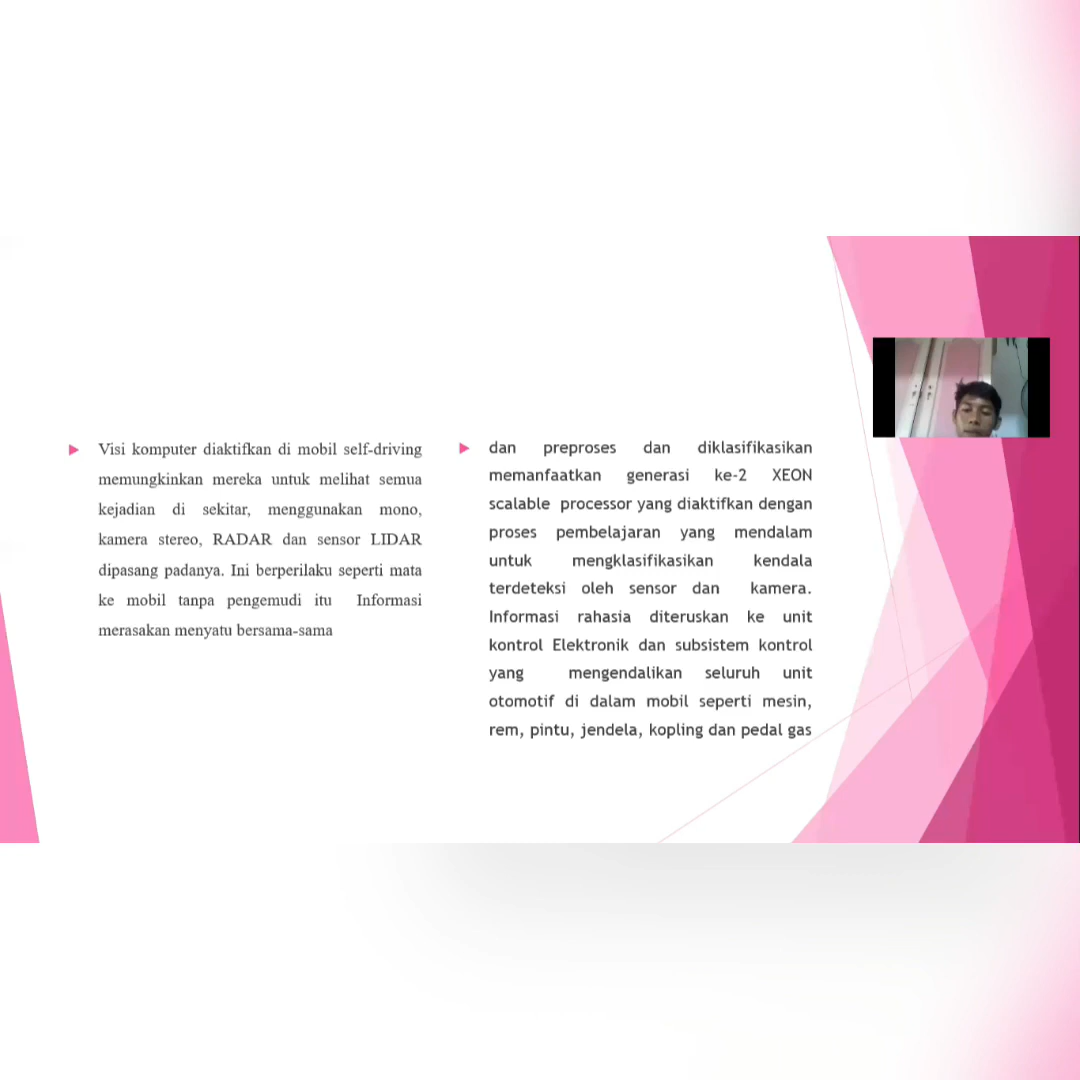 Visi komputer diaktifkan di mobil self-driving
memungkinkan mereka untuk melihat semua
kejadian di sekitar, menggunakan mono,
kamera stereo, RADAR dan sensor LIDAR
dipasang padanya. Ini berperilaku seperti mata
ke mobil tanpa pengemudi itu Informasi
merasakan menyatu bersama-sama
dan preproses dan diklasifikasikan
memanfaatkan generasi ke-2 XEON
scalable processor yang diaktifkan dengan
proses pembelajaran yang mendalam
untuk mengklasifikasikan kendala
terdeteksi oleh sensor dan kamera.
Informasi rahasia diteruskan ke unit
kontrol Elektronik dan subsistem kontrol
yang mengendalikan seluruh unit
otomotif di dalam mobil seperti mesin,
rem, pintu, jendela, kopling dan pedal gas